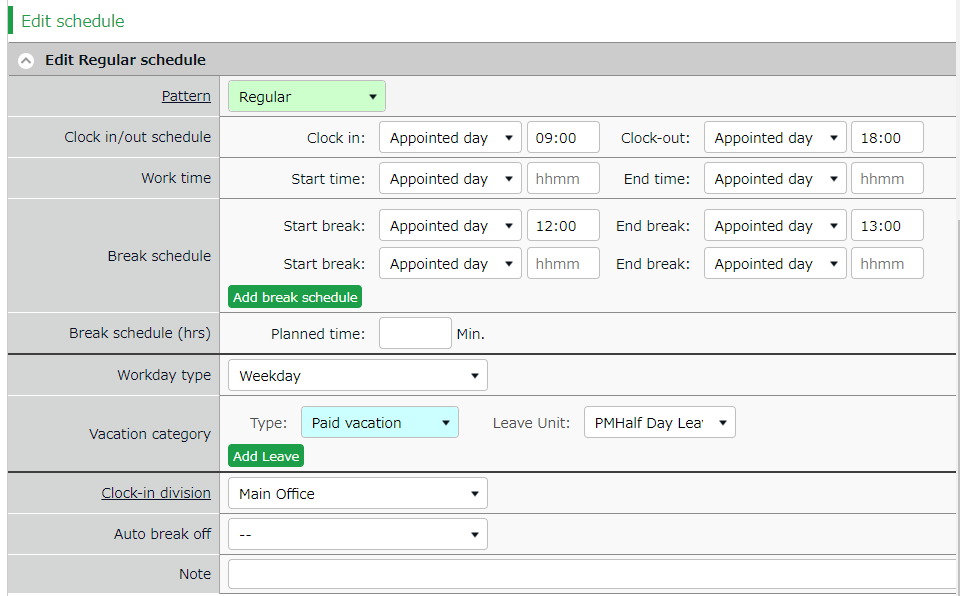 Edit schedule
Edit Regular schedule
Pattern Regular
Clock in/out schedule Clock in: Appointed day 09:00 Clock-out: Appointed day 18:00
Work time Start time: Appointed day hhmm End time: Appointed day hhmm
Break schedule Start break: Appointed day 12:00 End break: Appointed day 13:00
Start break: Appointed day hhmm End break: Appointed day hhmm
Add break schedule
Break schedule (hrs) Planned time: Min.
Workday type Weekday
Vacation category Type: Paid vacation Leave Unit: PMHalf Day Lea
Add Leave
Clock-in division Main Office
Auto break off --
Note